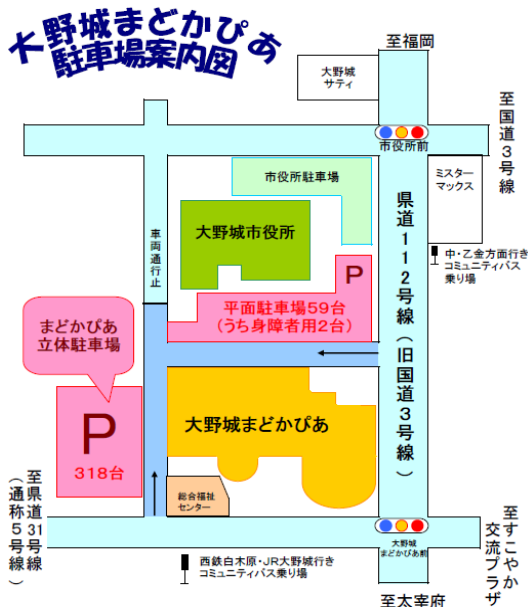 大野城まどかぴあ
駐車場案内図
至福岡
大野城
サティ
至国道3号線
市役所前
市役所駐車場
ミスター
マックス
車両通行止
大野城市役所
県道112号線(旧国道3号線)
中・乙金方面行き
コミュニティバス
乗り場
P
平面駐車場59台
(うち身障者用2台)
まどかぴあ
立体駐車場
P
318台
大野城まどかぴあ
総合福祉
センター
至県道31号線
(通称5号線)
大野城
まどかぴあ前
至すこやか
交流プラザ
西鉄白木原・JR大野城行き
コミュニティバス乗り場
至太宰府